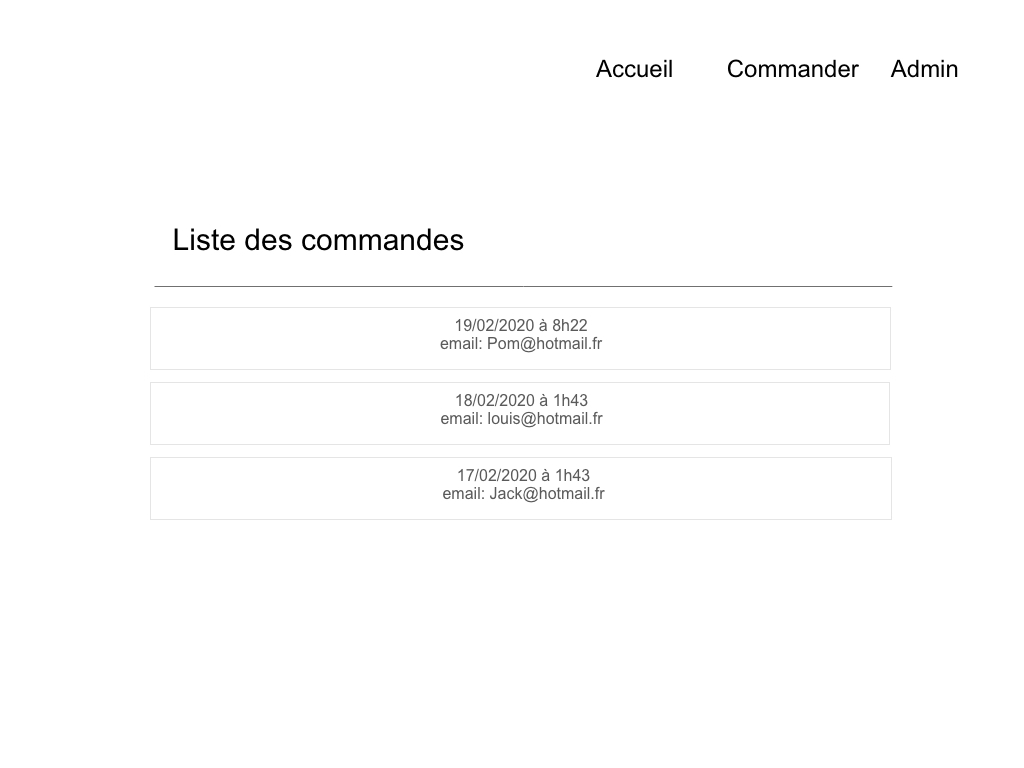 Accueil Commander Admin
Liste des commandes
19/02/2020 à 8h22
email: Pom@hotmail.fr
18/02/2020 à 1h43
email: louis@hotmail.fr
17/02/2020 à 1h43
email: Jack@hotmail.fr